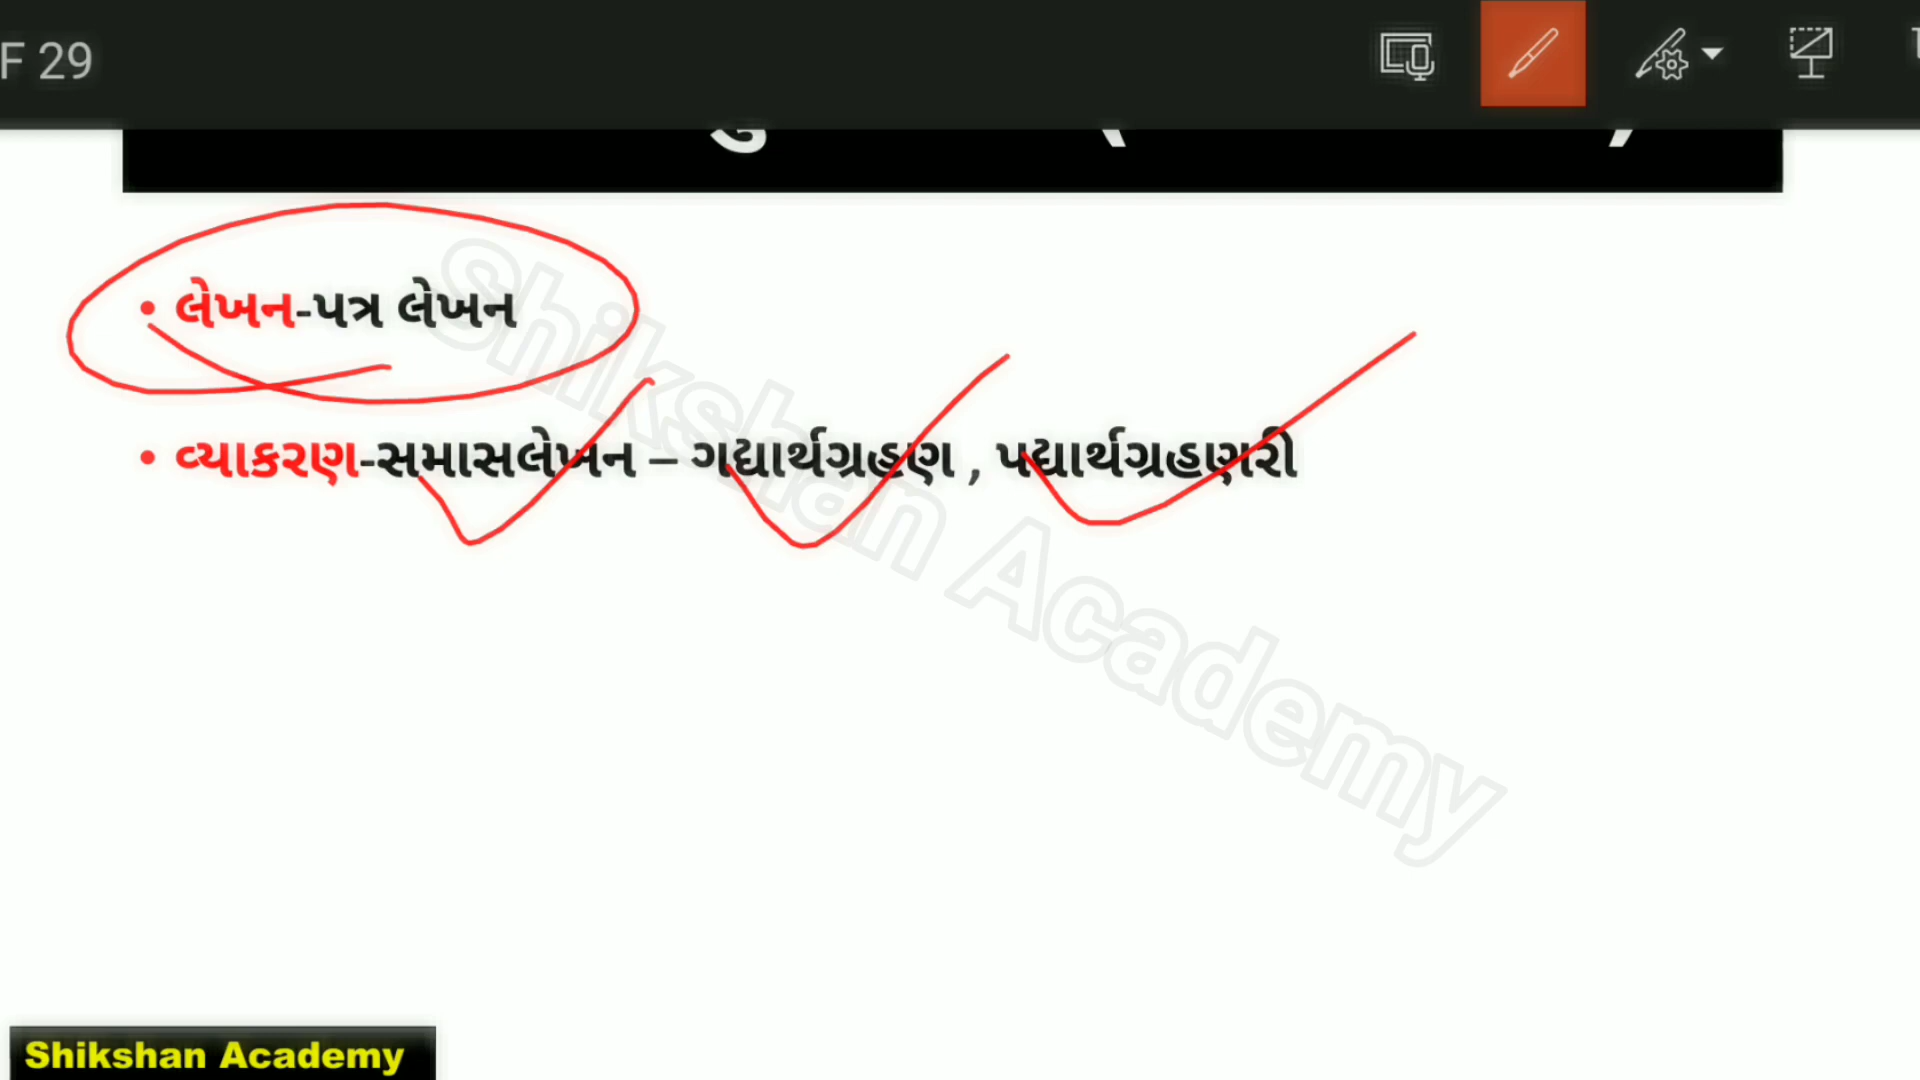 F 29
• લેખન-પત્ર લેખન
• વ્યાકરણ-સમાસલેખન – ગદ્યાર્થગ્રહણ , પદ્યાર્થગ્રહણરી
Shikshan Academy
Shikshan Academy